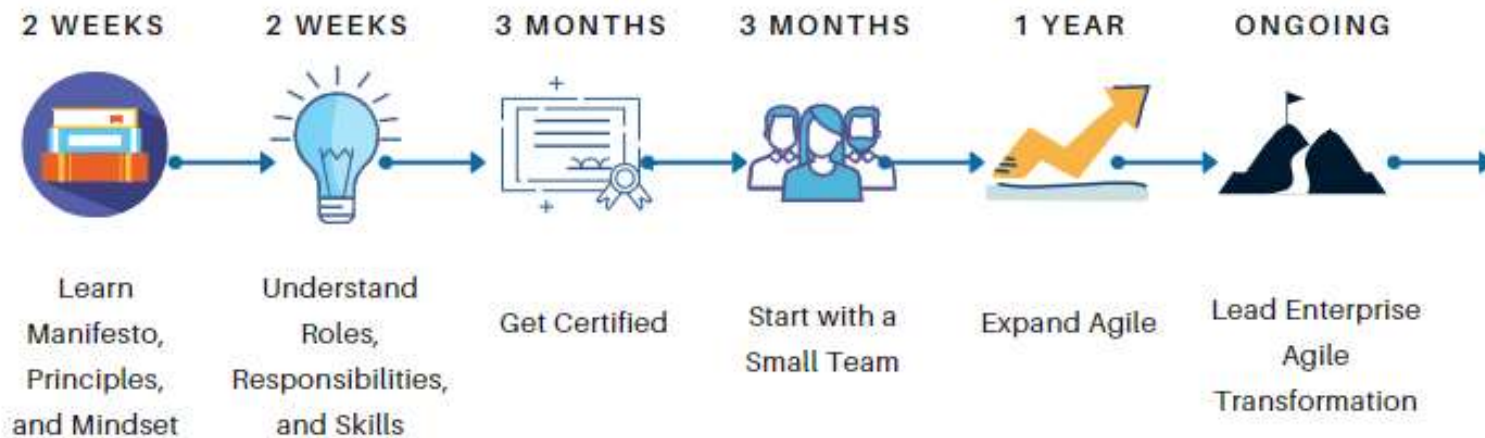 2 WEEKS
2 WEEKS
3 MONTHS
3 MONTHS
1 YEAR
ONGOING
Learn
Manifesto,
Principles,
and Mindset
Understand
Roles,
Responsibilities,
and Skills
Get Certified
Start with a
Small Team
Expand Agile
Lead Enterprise
Agile
Transformation